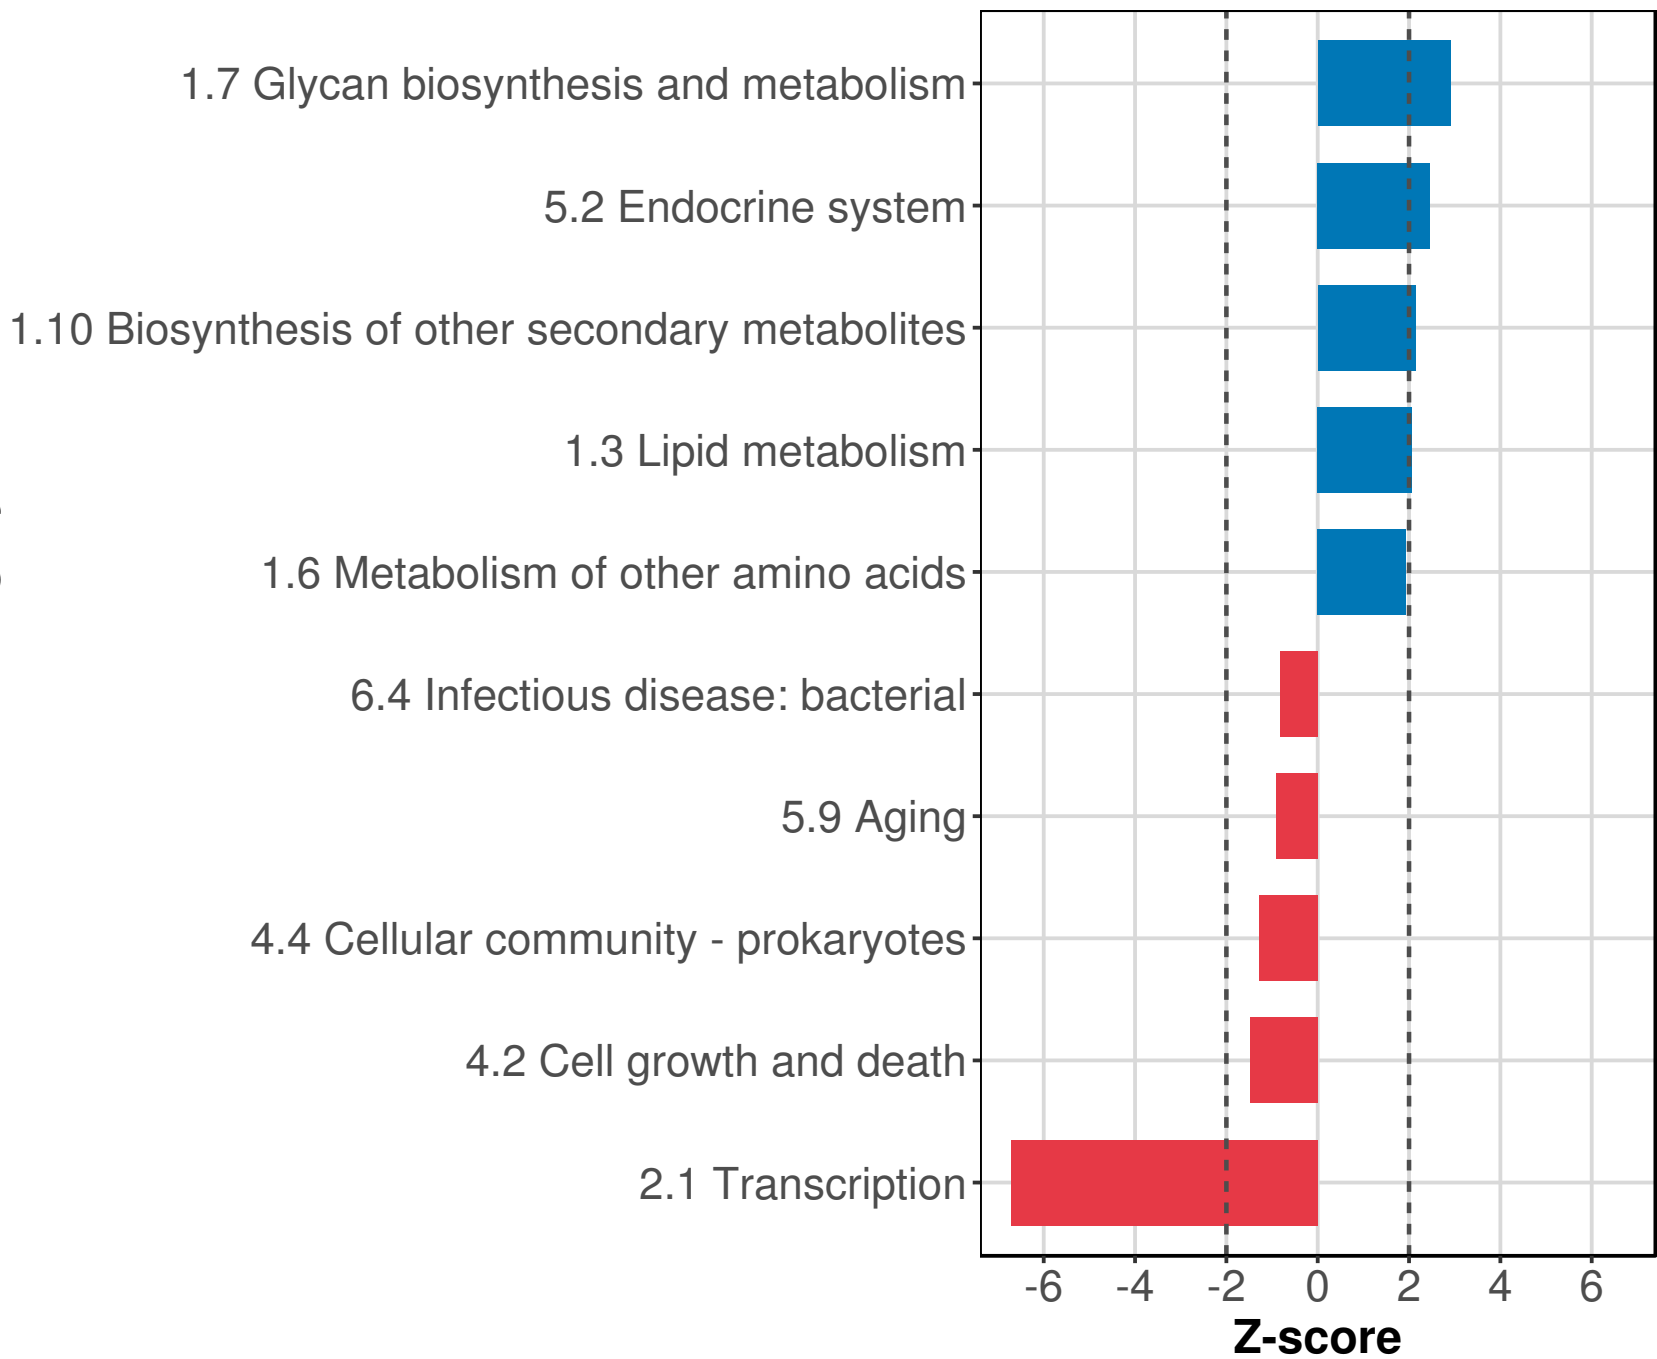 1.7 Glycan biosynthesis and metabolism
5.2 Endocrine system
1.10 Biosynthesis of other secondary metabolites
1.3 Lipid metabolism
1.6 Metabolism of other amino acids
6.4 Infectious disease: bacterial
5.9 Aging
4.4 Cellular community - prokaryotes
4.2 Cell growth and death
2.1 Transcription
-6 -4 -2 0 2 4 6
Z-score